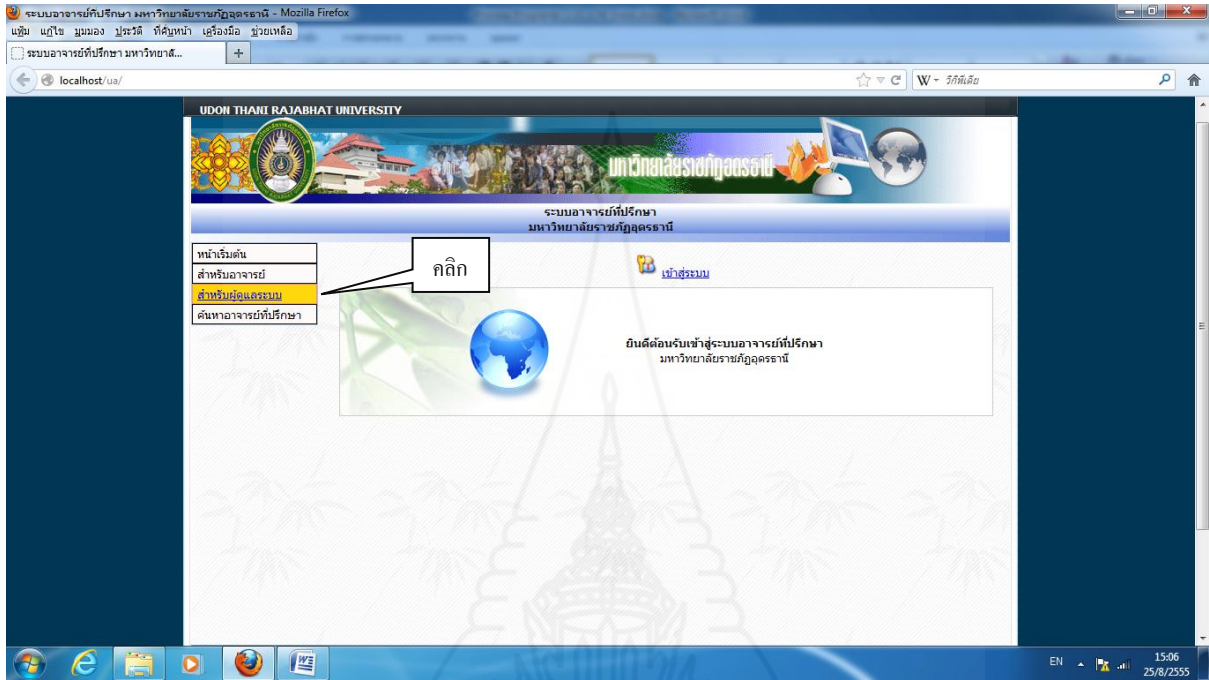 ระบบอาจารย์ที่ปรึกษา มหาวิทยาลัยราชภัฏอุดรธานี - Mozilla Firefox
แฟ้ม แก้ไข มุมมอง ประวัติ ที่คั่นหน้า เครื่องมือ ช่วยเหลือ
ระบบอาจารย์ที่ปรึกษา มหาวิทยาลั... +
localhost/ua/ W - วิกิพีเดีย
UDON THANI RAJABHAT UNIVERSITY
มหาวิทยาลัยราชภัฏอุดรธานี
ระบบอาจารย์ที่ปรึกษา
มหาวิทยาลัยราชภัฏอุดรธานี
หน้าเริ่มต้น
สำหรับอาจารย์
สำหรับผู้ดูแลระบบ
ค้นหาอาจารย์ที่ปรึกษา
คลิก
เข้าสู่ระบบ
ยินดีต้อนรับเข้าสู่ระบบอาจารย์ที่ปรึกษา
มหาวิทยาลัยราชภัฏอุดรธานี
EN 15:06
25/8/2555